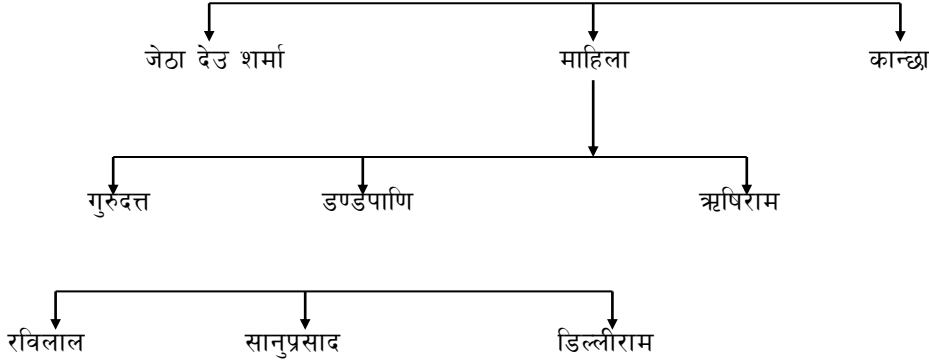 जेठा देउ शर्मा माहिला कान्छा
गुरुदत्त डण्डपाणि ऋषिराम
रविलाल सानुप्रसाद डिल्लीराम